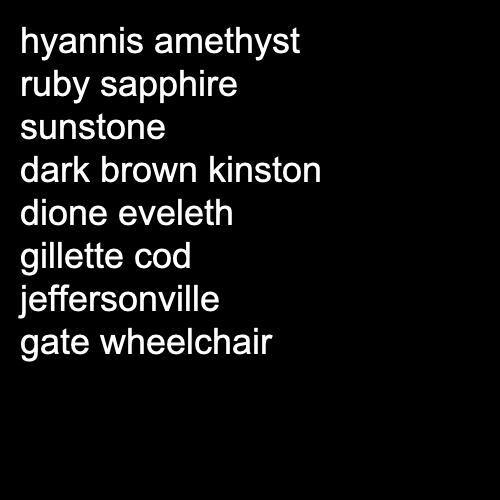 hyannis amethyst
ruby sapphire
sunstone
dark brown kinston
dione eveleth
gillette cod
jeffersonville
gate wheelchair